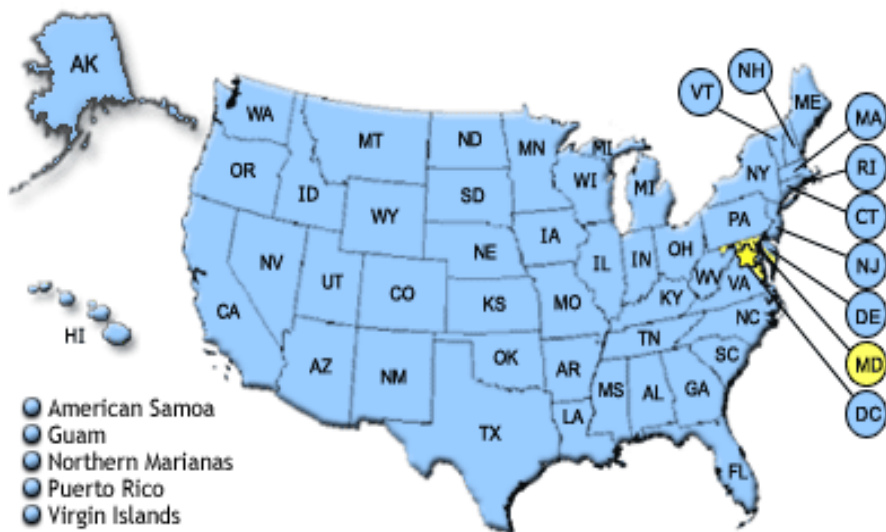 AK
NH
VT
ME
WA
MA
MT
ND
MN
MI
OR
RI
ID
WI
MI
NY
SD
WY
CT
PA
IA
NE
OH
NJ
IL
IN
NV
UT
WV
VA
CO
DE
CA
KS
MO
KY
NC
HI
TN
OK
AZ
AR
SC
MD
NM
MS
AL
GA
DC
LA
TX
FL
American Samoa
Guam
Northern Marianas
Puerto Rico
Virgin Islands